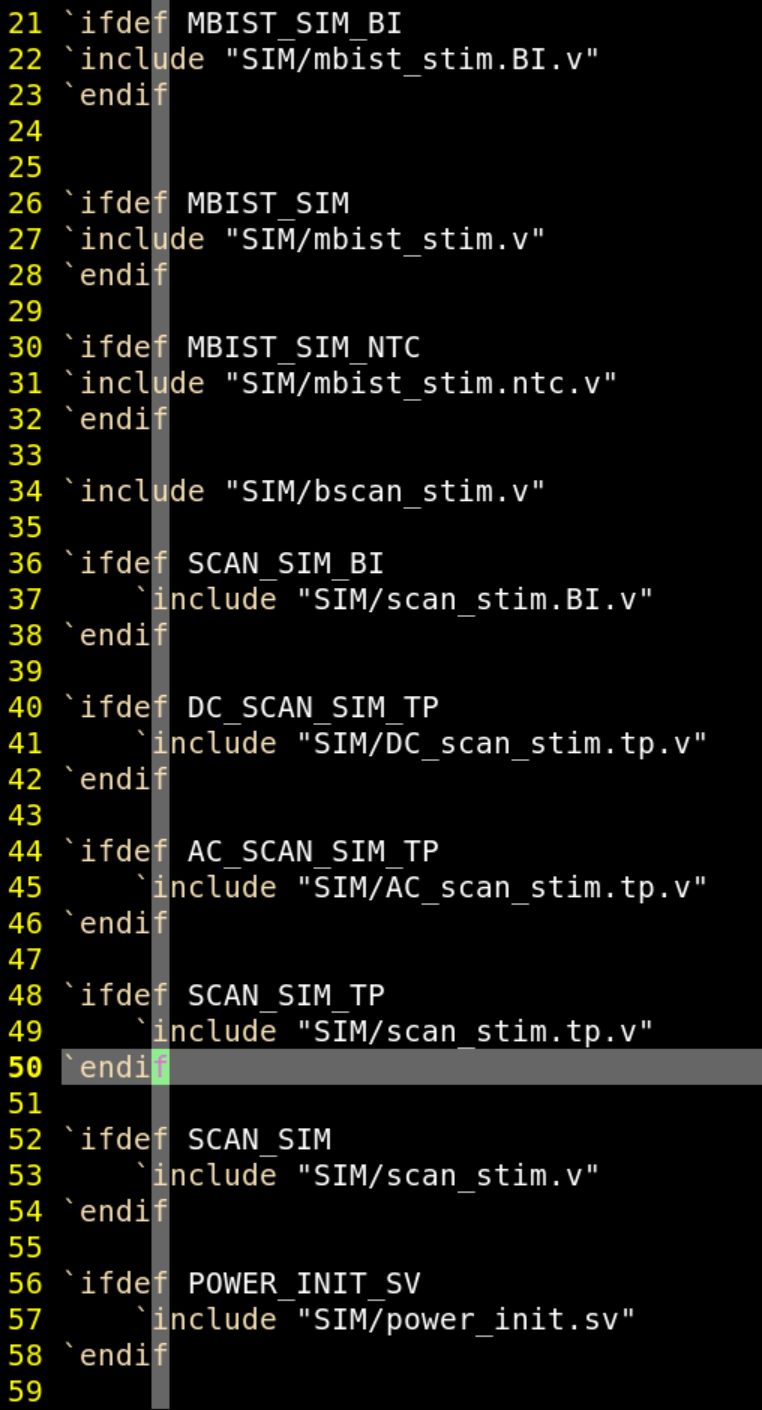 21 `ifdef MBIST_SIM_BI
22 `include "SIM/mbist_stim.BI.v"
23 `endif
24
25
26 `ifdef MBIST_SIM
27 `include "SIM/mbist_stim.v"
28 `endif
29
30 `ifdef MBIST_SIM_NTC
31 `include "SIM/mbist_stim.ntc.v"
32 `endif
33
34 `include "SIM/bscan_stim.v"
35
36 `ifdef SCAN_SIM_BI
37     `include "SIM/scan_stim.BI.v"
38 `endif
39
40 `ifdef DC_SCAN_SIM_TP
41     `include "SIM/DC_scan_stim.tp.v"
42 `endif
43
44 `ifdef AC_SCAN_SIM_TP
45     `include "SIM/AC_scan_stim.tp.v"
46 `endif
47
48 `ifdef SCAN_SIM_TP
49     `include "SIM/scan_stim.tp.v"
50 `endif
51
52 `ifdef SCAN_SIM
53     `include "SIM/scan_stim.v"
54 `endif
55
56 `ifdef POWER_INIT_SV
57     `include "SIM/power_init.sv"
58 `endif
59